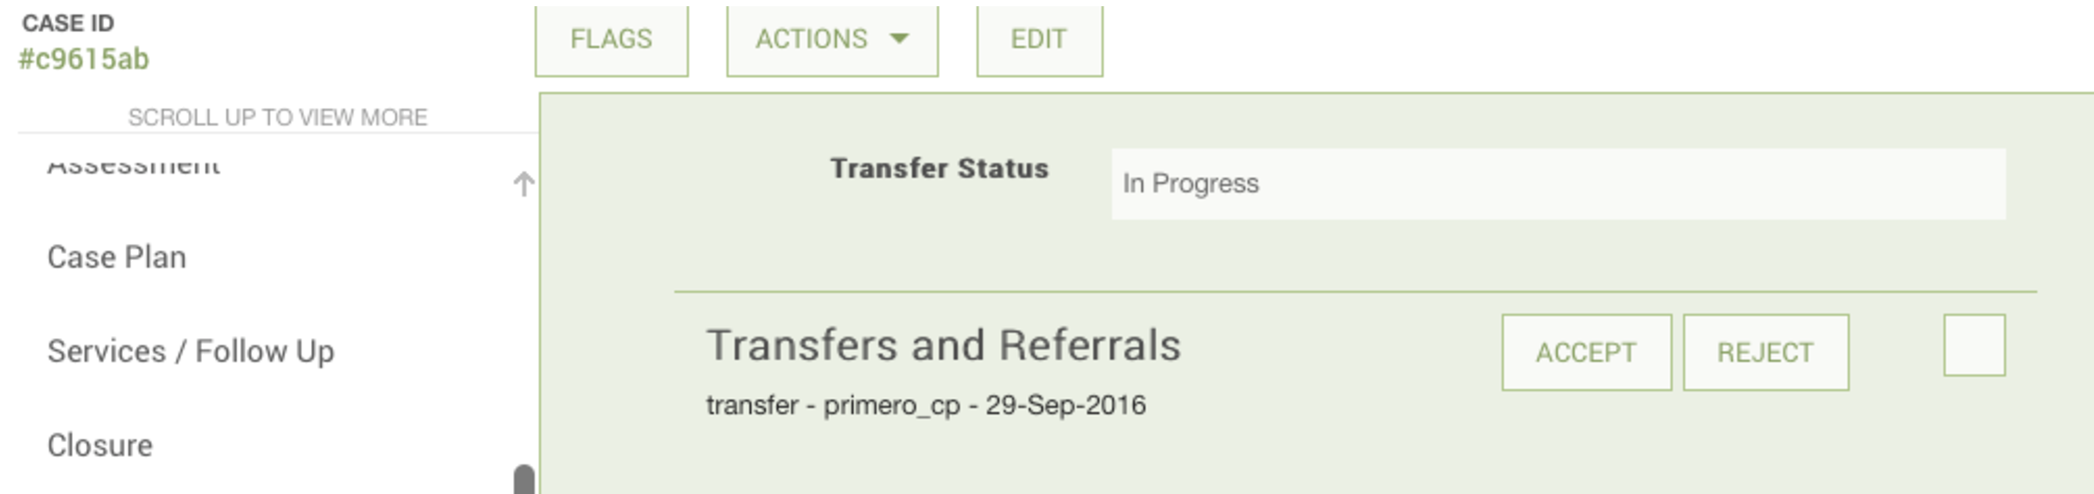 CASE ID
#c9615ab
FLAGS
ACTIONS
EDIT
SCROLL UP TO VIEW MORE
Assessment
Case Plan
Services / Follow Up
Closure
Transfer Status
In Progress
Transfers and Referrals
ACCEPT
REJECT
transfer - primero_cp - 29-Sep-2016